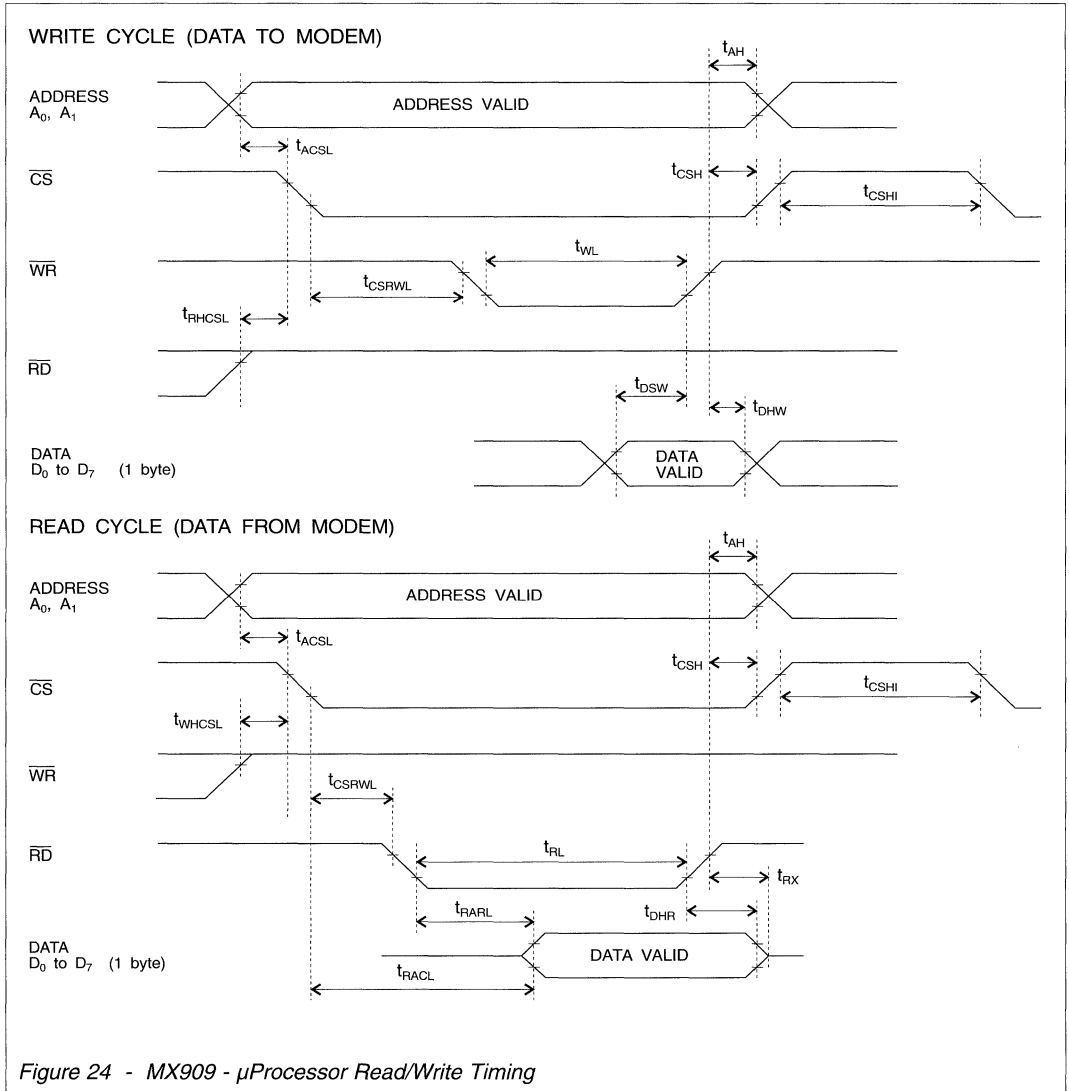 WRITE CYCLE (DATA TO MODEM)
tAH
ADDRESS
A0, A1
ADDRESS VALID
tACSL
CS
tCSH
tCSHI
WR
tWL
tCSRWL
tRHCSL
RD
tDSW
tDHW
DATA
D0 to D7 (1 byte)
DATA
VALID
READ CYCLE (DATA FROM MODEM)
tAH
ADDRESS
A0, A1
ADDRESS VALID
tACSL
CS
tCSH
tCSHI
tWHCSL
WR
tCSRWL
RD
tRL
tRX
tRARL
tDHR
DATA
D0 to D7 (1 byte)
DATA VALID
tRACL
Figure 24 - MX909 - µProcessor Read/Write Timing